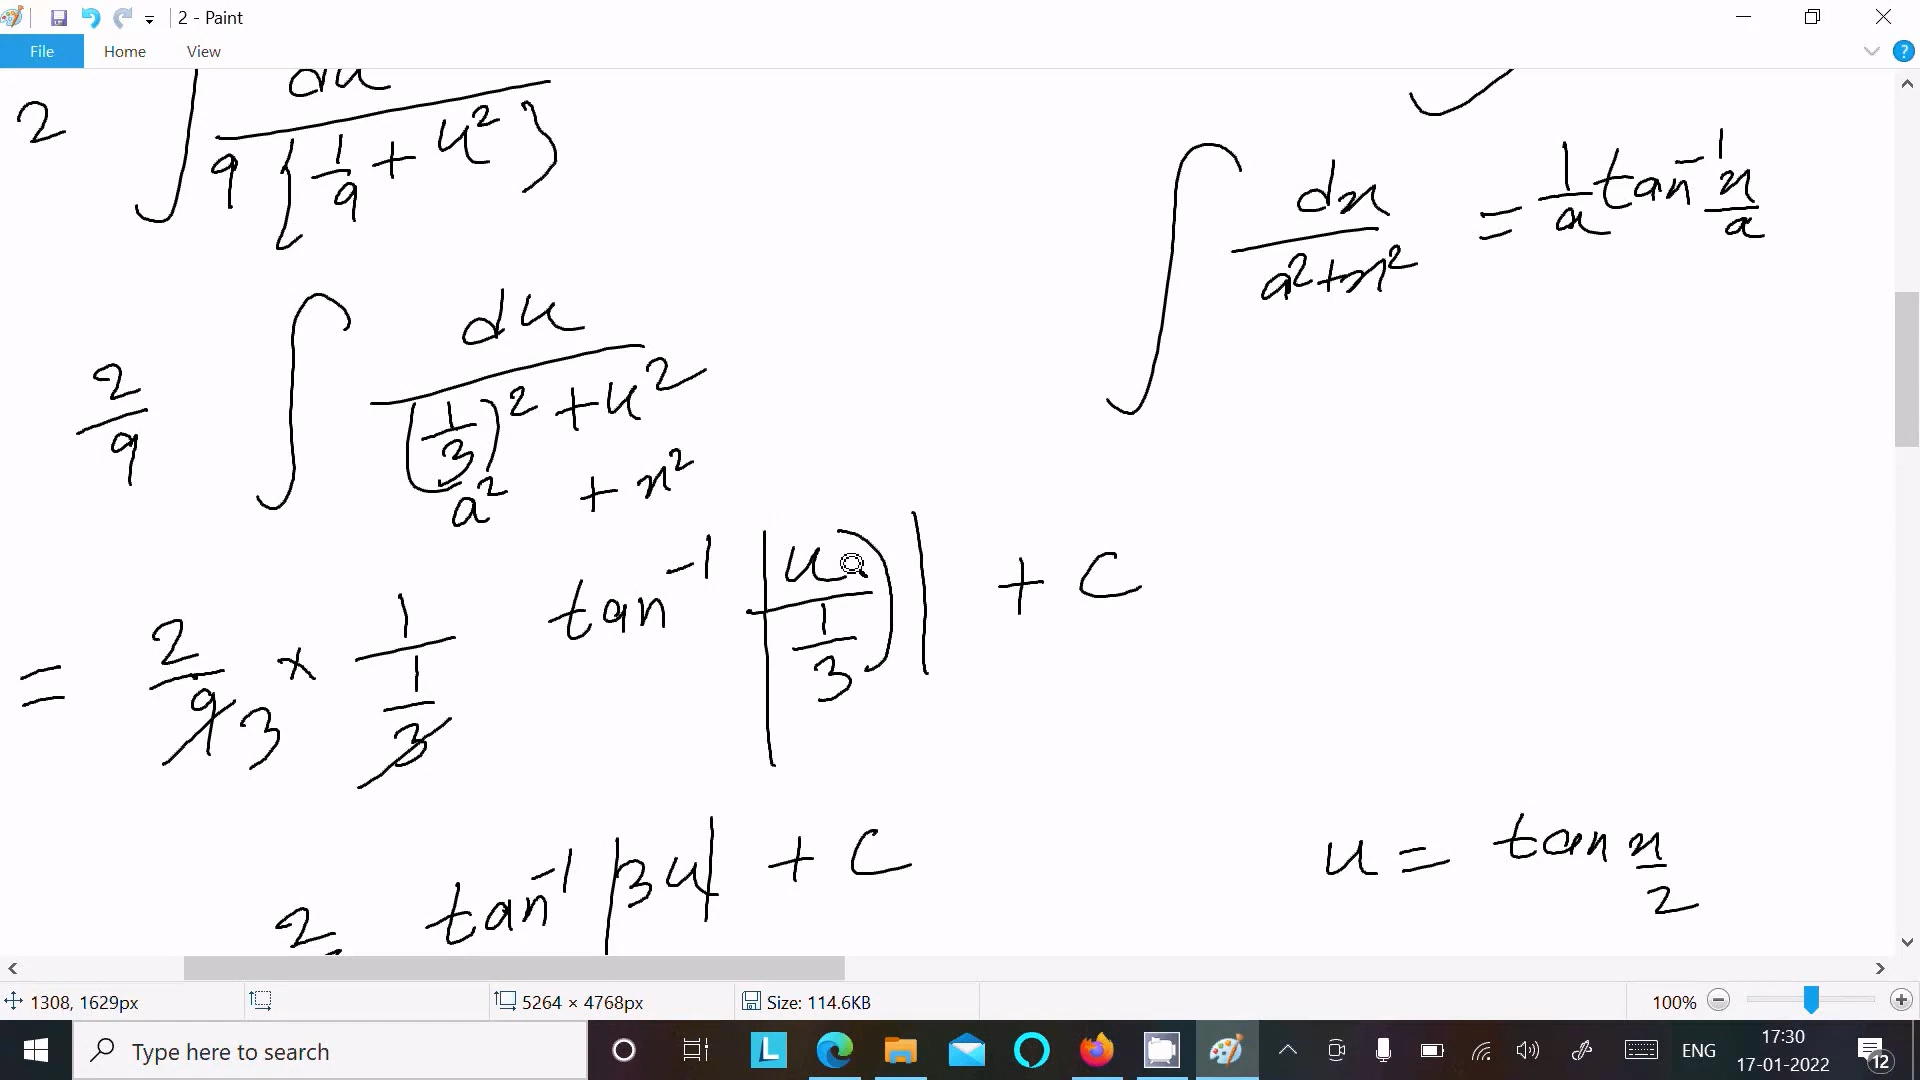 2 - Paint
File Home View
2 ∫ du / 9 {1/9 + u²}
∫ dx / a²+x² = 1/a tan⁻¹ x/a
2/9 ∫ du / (1/3)² + u²
a² + x²
= 2/9 3 × 1/(1/3) tan⁻¹ |u/(1/3)| + C
2 tan⁻¹ |3u| + C
u = tan x/2
1308, 1629px 5264 × 4768px Size: 114.6KB 100%
Type here to search
ENG
17:30
17-01-2022
12